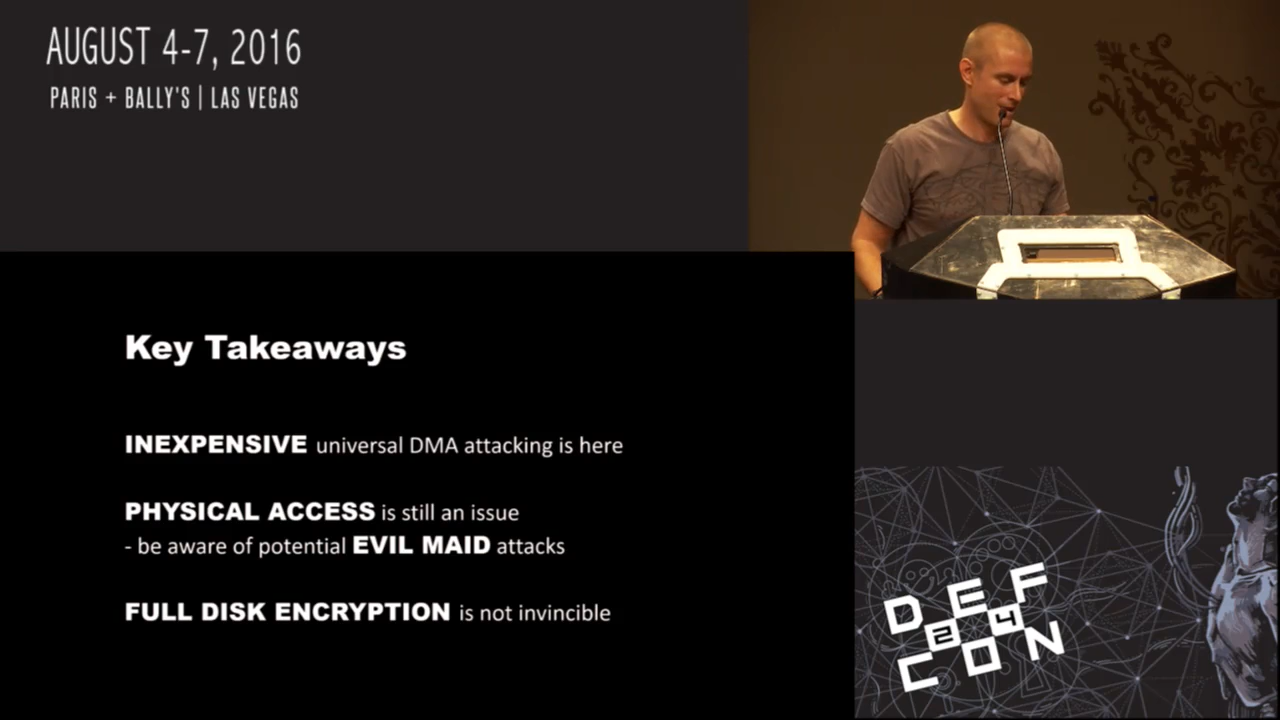 AUGUST 4-7, 2016
PARIS + BALLY'S | LAS VEGAS
Key Takeaways
INEXPENSIVE universal DMA attacking is here
PHYSICAL ACCESS is still an issue
- be aware of potential EVIL MAID attacks
FULL DISK ENCRYPTION is not invincible
DEF
24
CON